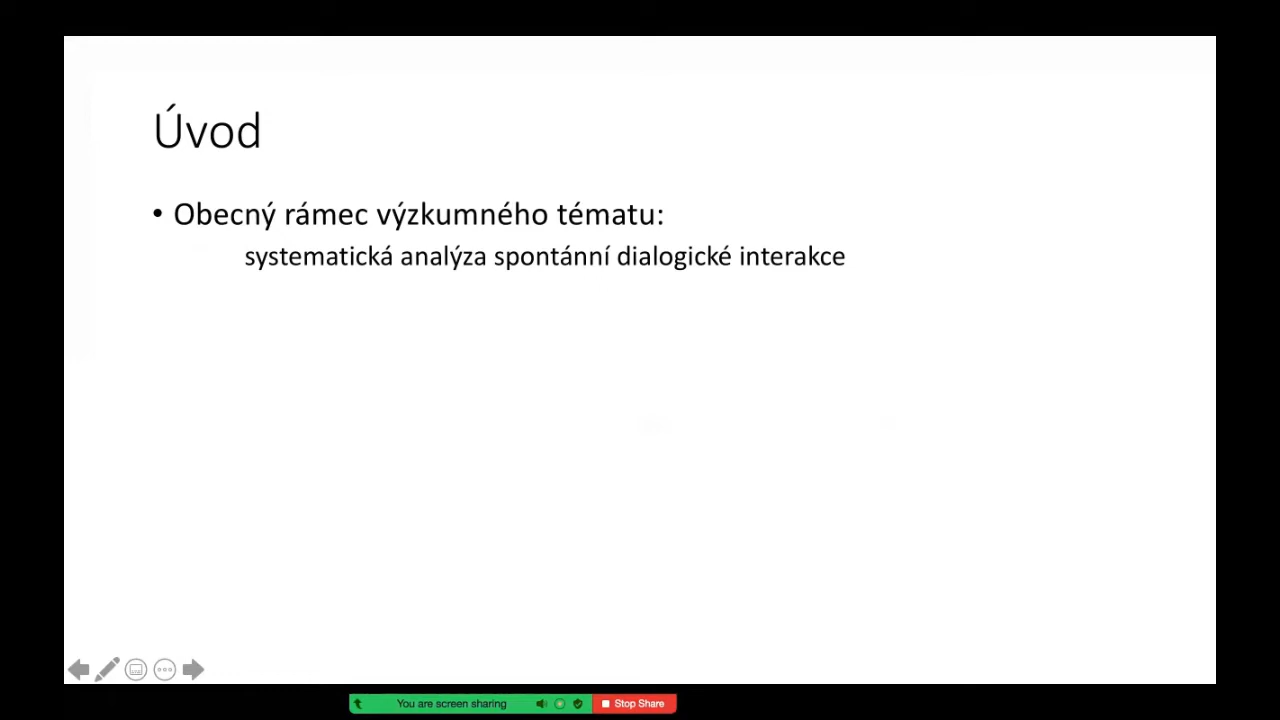 Úvod
• Obecný rámec výzkumného tématu:
systematická analýza spontánní dialogické interakce
You are screen sharing
Stop Share